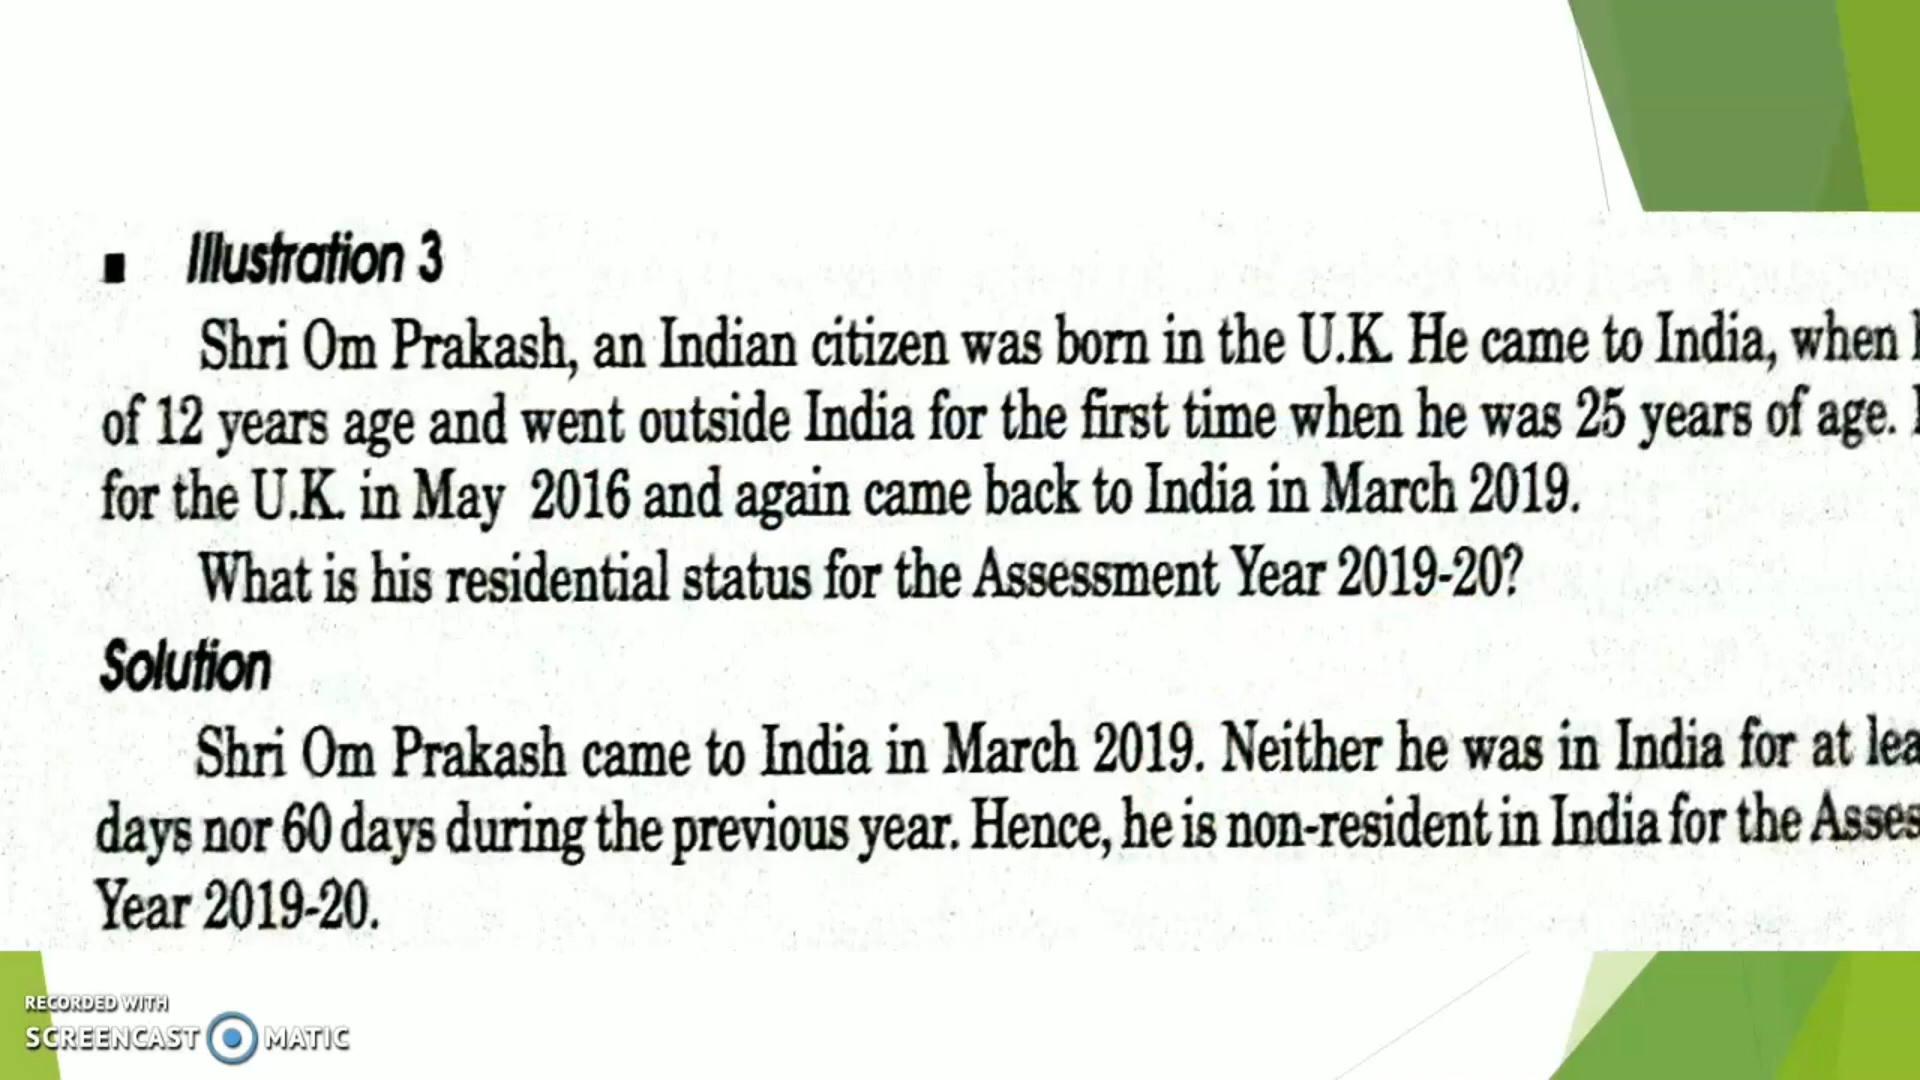 Illustration 3
Shri Om Prakash, an Indian citizen was born in the U.K. He came to India, when
of 12 years age and went outside India for the first time when he was 25 years of age.
for the U.K. in May 2016 and again came back to India in March 2019.
What is his residential status for the Assessment Year 2019-20?
Solution
Shri Om Prakash came to India in March 2019. Neither he was in India for at
days nor 60 days during the previous year. Hence, he is non-resident in India for the
Year 2019-20.
RECORDED WITH
SCREENCAST MATIC